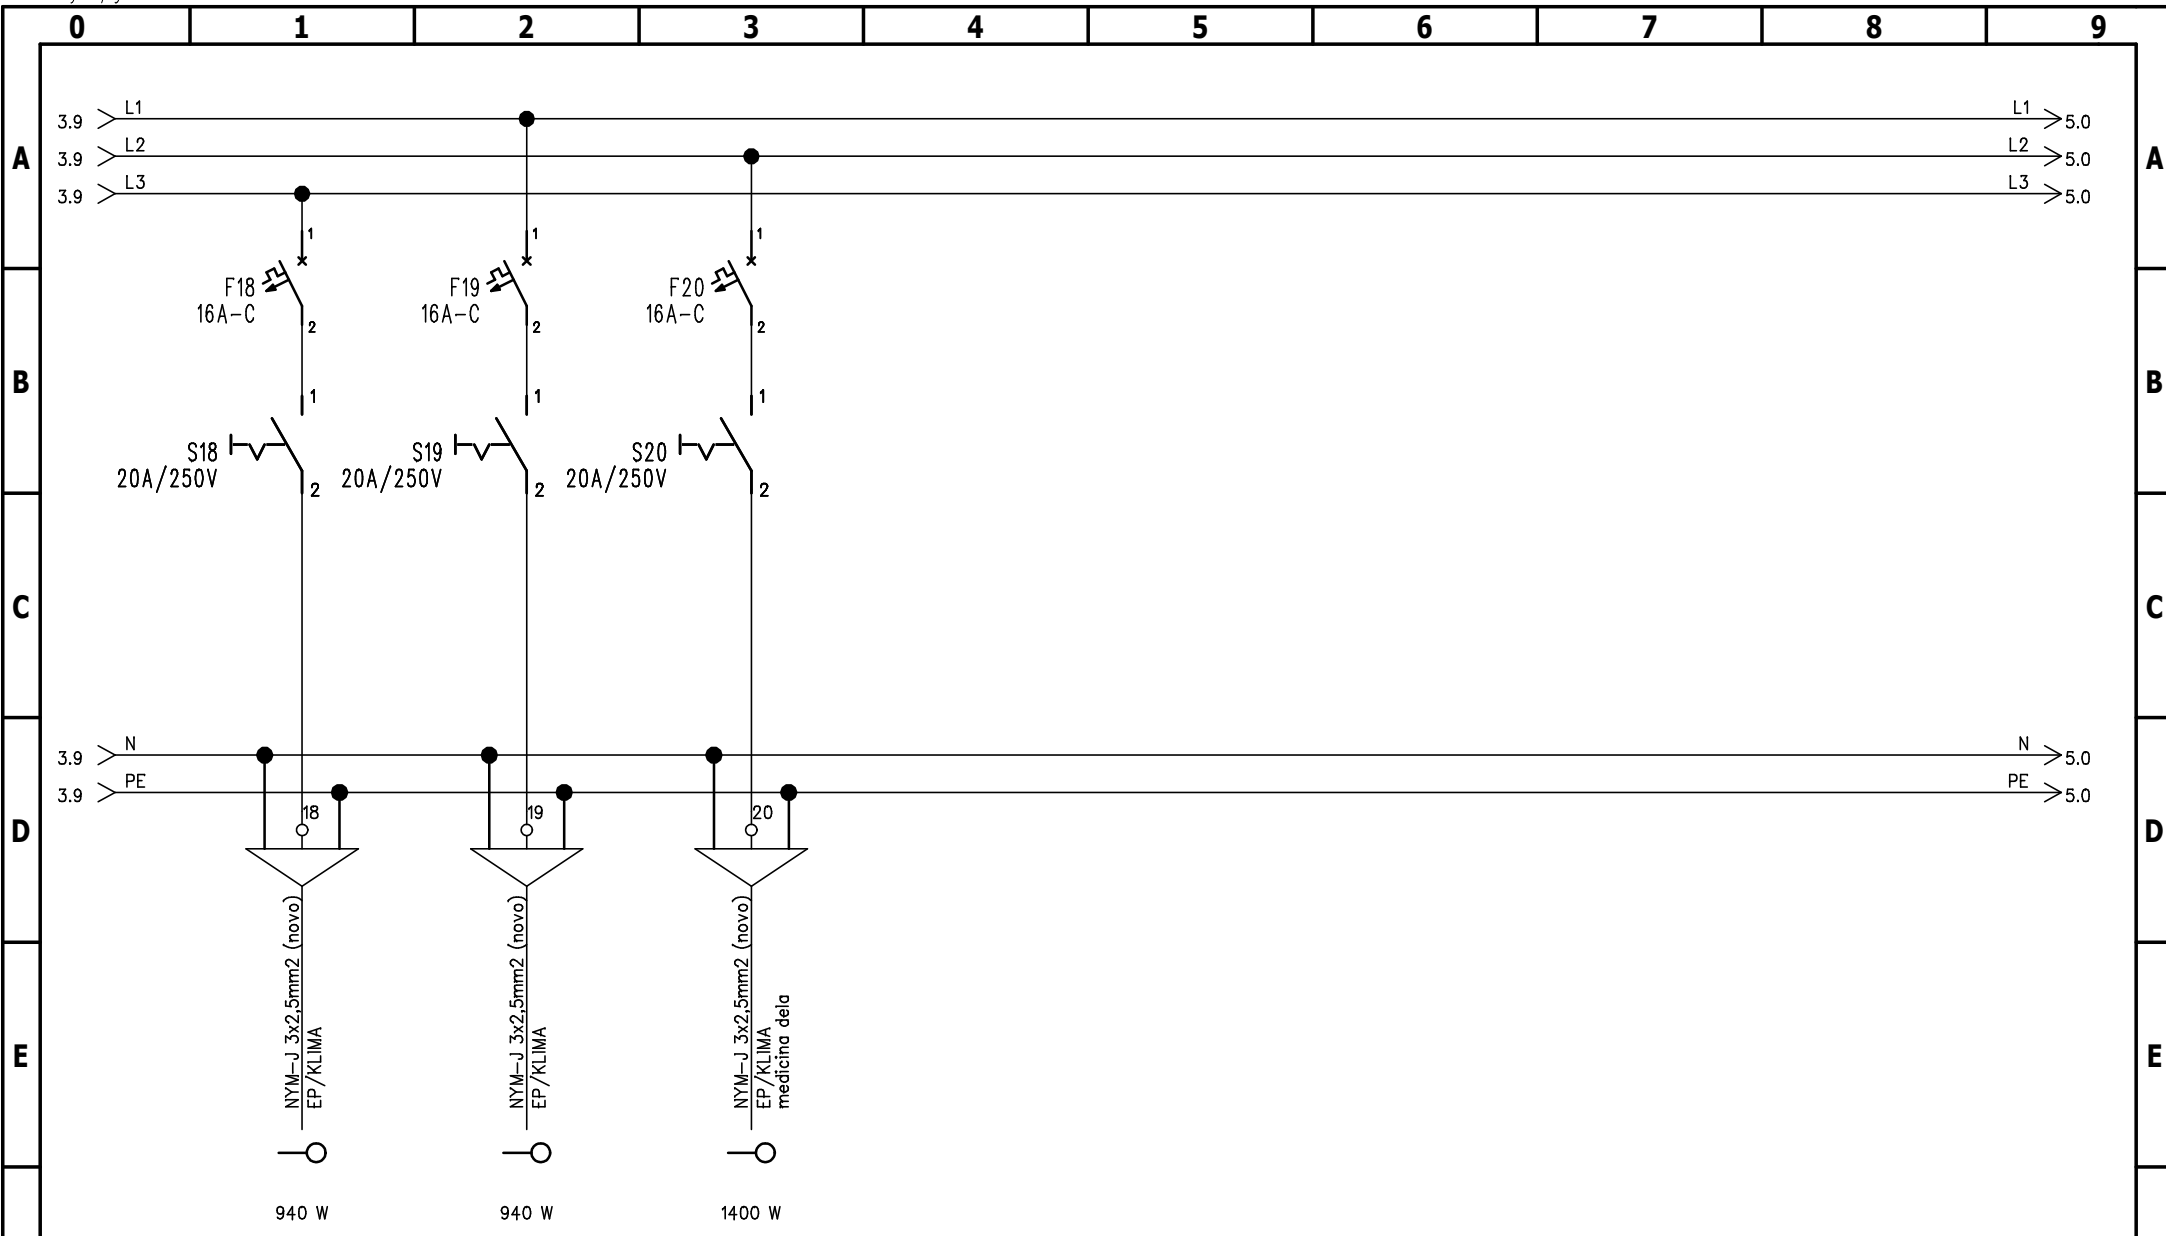 0 1 2 3 4 5 6 7 8 9
3.9 L1 L1 5.0
3.9 L2 L2 5.0
A A
3.9 L3 L3 5.0
1 1 1
F18 F19 F20
16A-C 16A-C 16A-C
2 2 2
B B
1 1 1
S18 S19 S20
20A/250V 20A/250V 20A/250V
2 2 2
C C
3.9 N N 5.0
3.9 PE PE 5.0
18 19 20
D D
NYM-J 3x2,5mm2 (novo)
EP/KLIMA
NYM-J 3x2,5mm2 (novo)
EP/KLIMA
NYM-J 3x2,5mm2 (novo)
EP/KLIMA
medicina dela
E E
940 W 940 W 1400 W